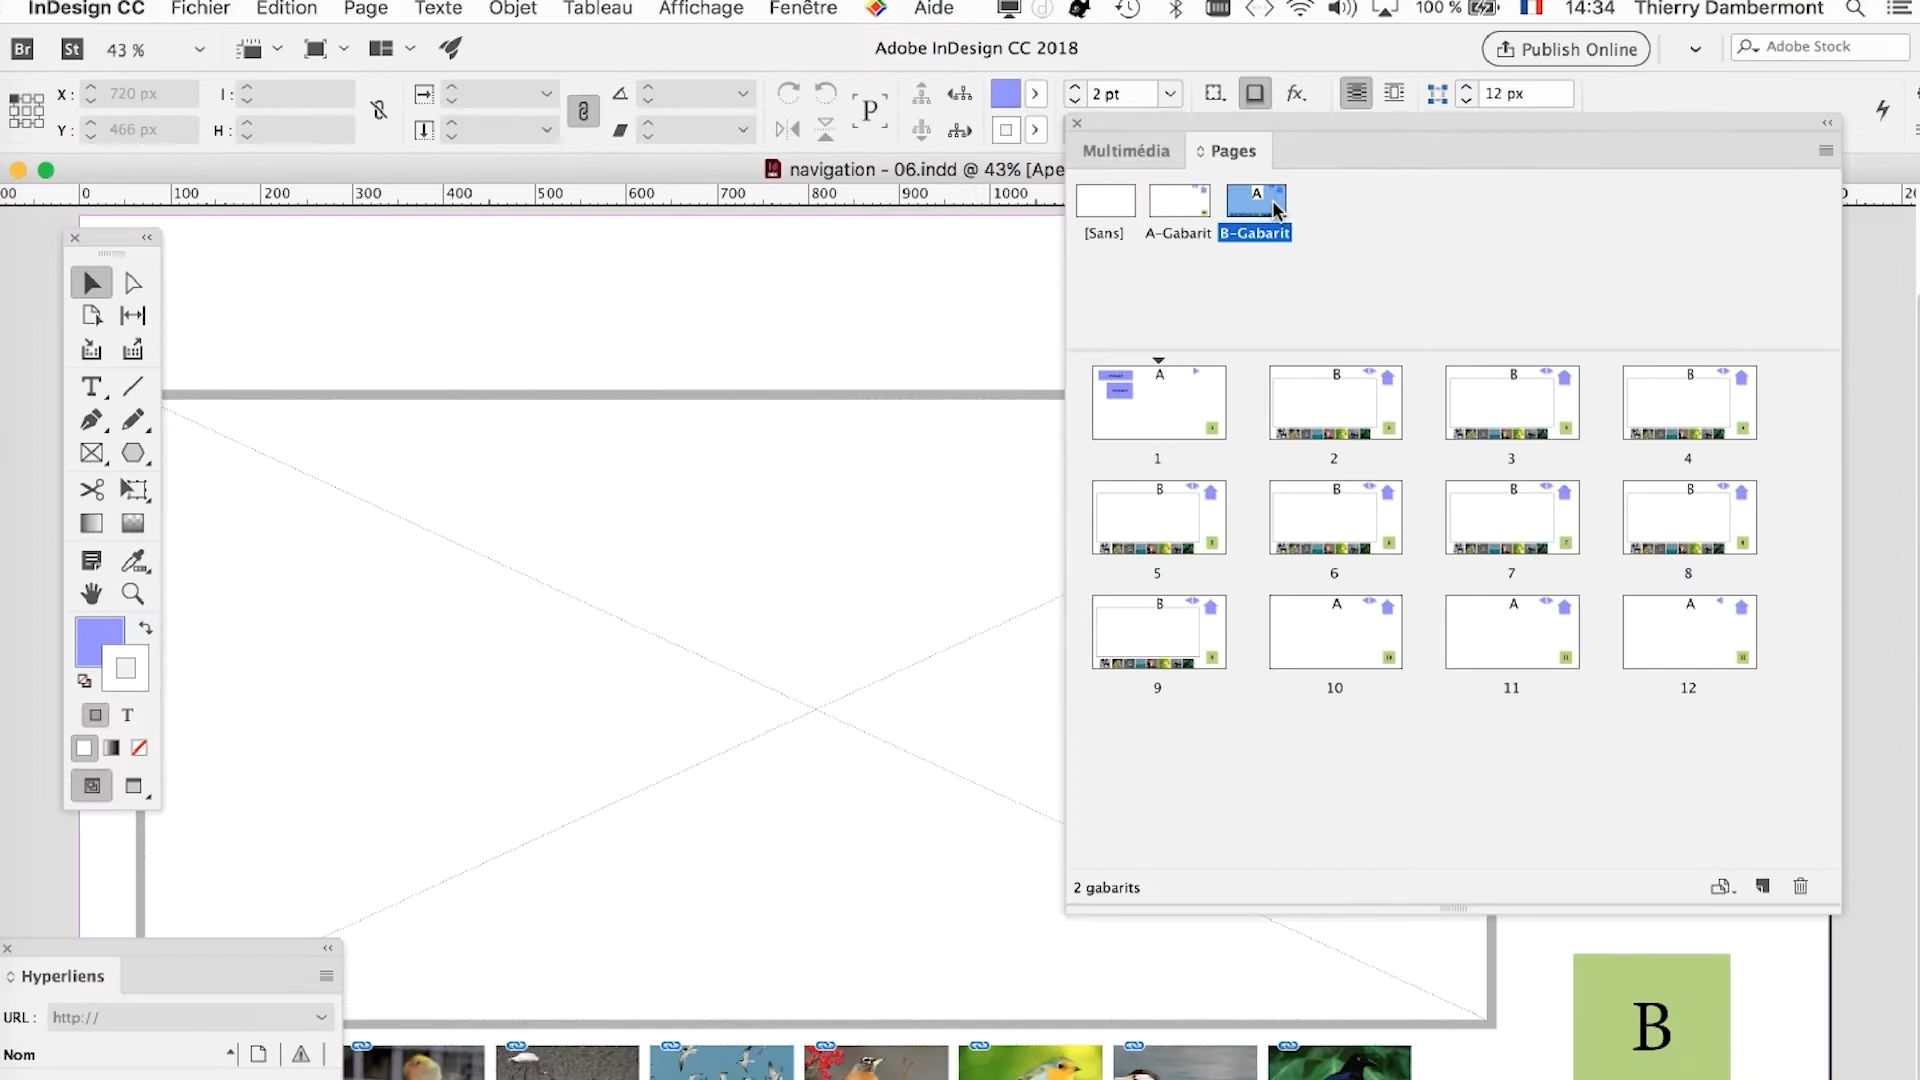 InDesign CC Fichier Edition Page Texte Objet Tableau Affichage Fenêtre Aide 100 % 14:34 Thierry Dambermont
Br St 43 % Adobe InDesign CC 2018 Publish Online Adobe Stock
X : 720 px I : P 2 pt fx. 12 px
Y : 466 px H :
Multimédia Pages
navigation - 06.indd @ 43% [Ape
00 0 100 200 300 400 500 600 700 800 900 1000
A
[Sans] A-Gabarit B-Gabarit
A B B B
1 2 3 4
B B B B
5 6 7 8
B A A A
9 10 11 12
T
T
2 gabarits
Hyperliens
URL : http://
Nom
B